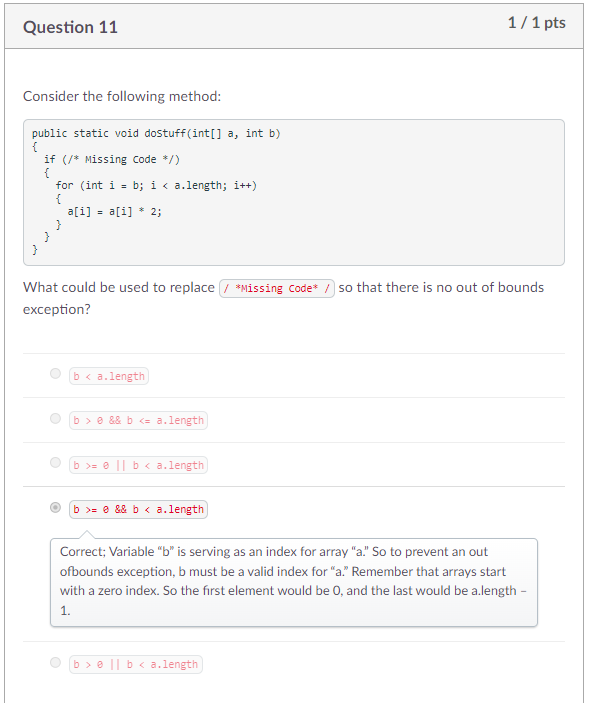 Question 11
1 / 1 pts
Consider the following method:
public static void doStuff(int[] a, int b)
{
if (/* Missing Code */)
{
for (int i = b; i < a.length; i++)
{
a[i] = a[i] * 2;
}
}
}
What could be used to replace / *Missing Code* / so that there is no out of bounds
exception?
b < a.length
b > 0 && b <= a.length
b >= 0 || b < a.length
b >= 0 && b < a.length
Correct; Variable “b” is serving as an index for array “a.” So to prevent an out
ofbounds exception, b must be a valid index for “a.” Remember that arrays start
with a zero index. So the first element would be 0, and the last would be a.length –
1.
b > 0 || b < a.length